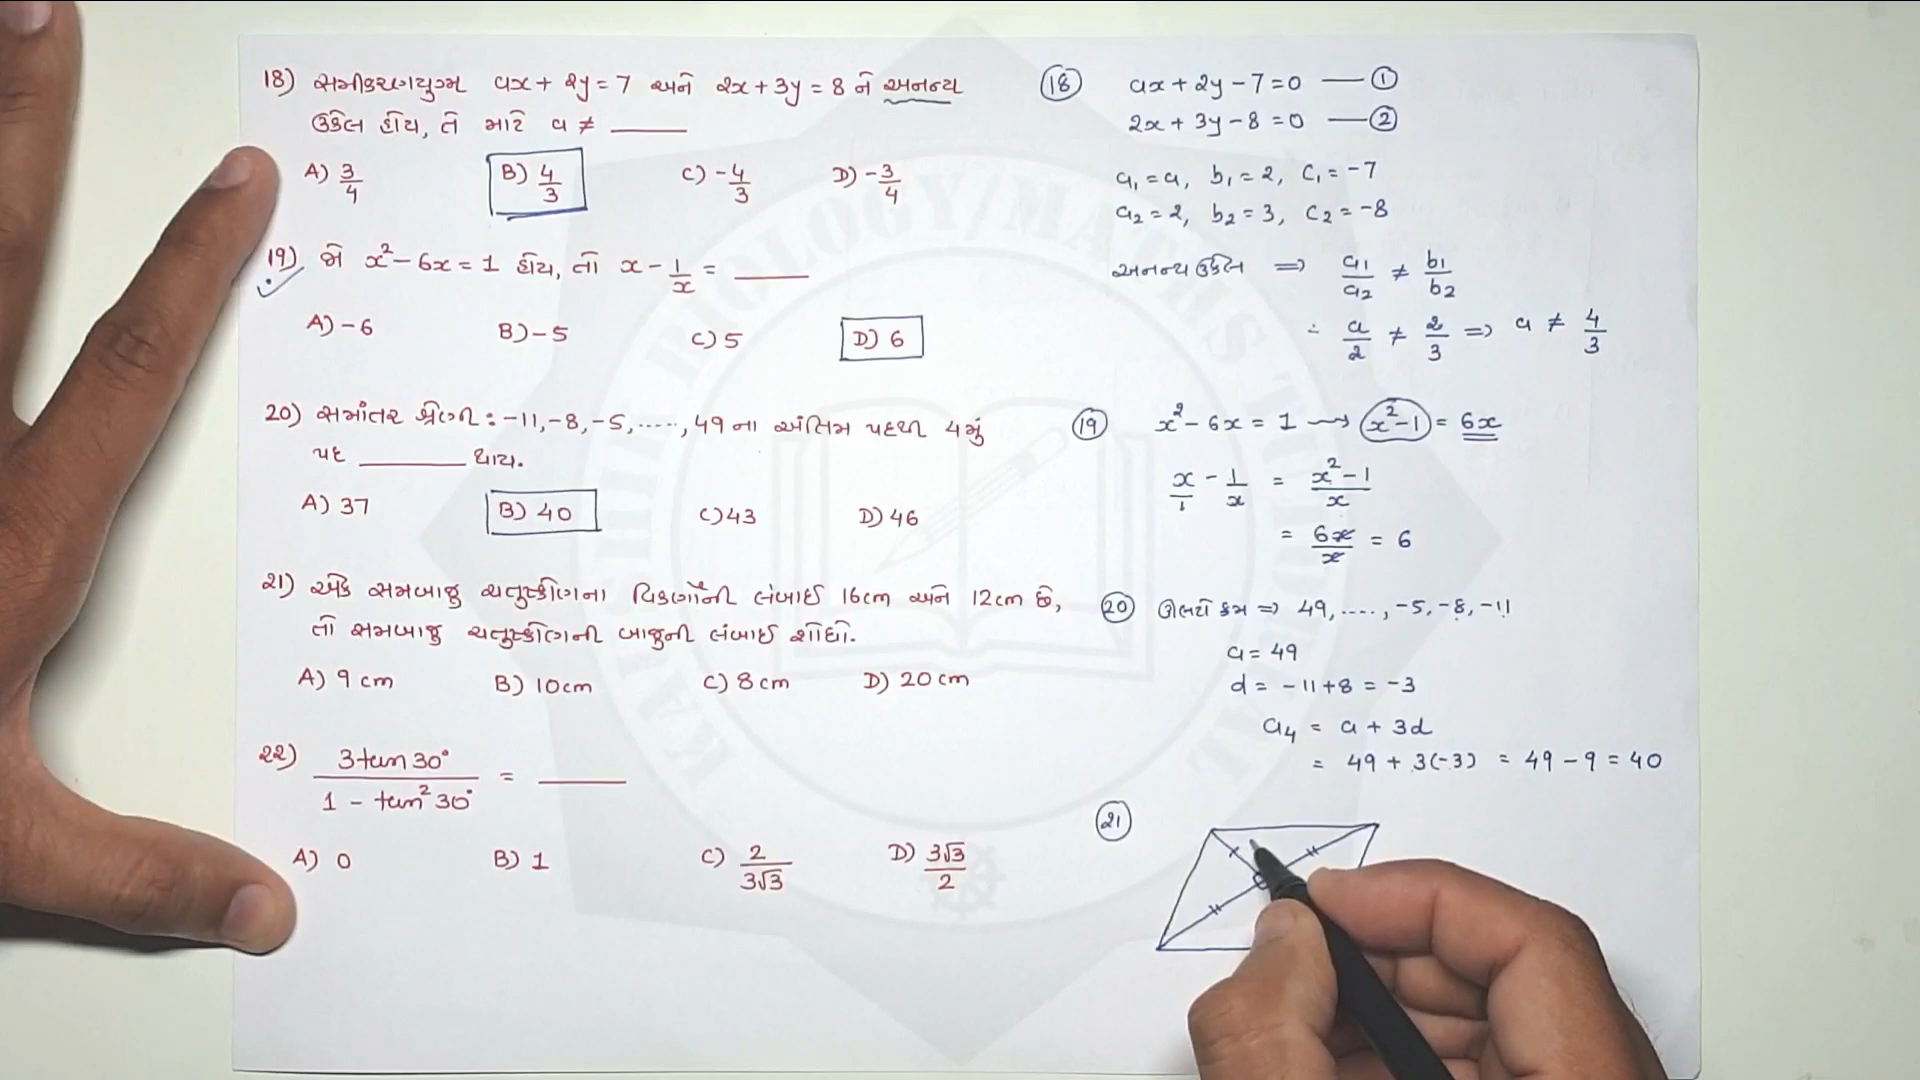 18) સમીકરણયુગ્મ ax + 2y = 7 અને 2x + 3y = 8 ને અનન્ય
ઉકેલ હોય, તે માટે a ≠ ______
A) 3/4 B) 4/3 C) -4/3 D) -3/4
19) જો x² - 6x = 1 હોય, તો x - 1/x = ______
A) -6 B) -5 C) 5 D) 6
20) સમાંતર શ્રેણી : -11, -8, -5, ....., 49 ના અંતિમ પદથી 4મું
પદ ______ થાય.
A) 37 B) 40 C) 43 D) 46
21) એક સમબાજુ ચતુષ્કોણના વિકર્ણોની લંબાઈ 16cm અને 12cm છે,
તો સમબાજુ ચતુષ્કોણની બાજુની લંબાઈ શોધો.
A) 9 cm B) 10cm C) 8 cm D) 20 cm
22) 3tan30° / 1 - tan²30° = ______
A) 0 B) 1 C) 2/3√3 D) 3√3/2
18 ax + 2y - 7 = 0 — 1
2x + 3y - 8 = 0 — 2
a₁ = a, b₁ = 2, c₁ = -7
a₂ = 2, b₂ = 3, c₂ = -8
અનન્ય ઉકેલ ⇒ a₁/a₂ ≠ b₁/b₂
∴ a/2 ≠ 2/3 ⇒ a ≠ 4/3
19 x² - 6x = 1 ⟿ x² - 1 = 6x
x/1 - 1/x = x² - 1/x
= 6x/x = 6
20 ઊલટો ક્રમ ⇒ 49, ...., -5, -8, -11
a = 49
d = -11 + 8 = -3
a₄ = a + 3d
= 49 + 3(-3) = 49 - 9 = 40
21